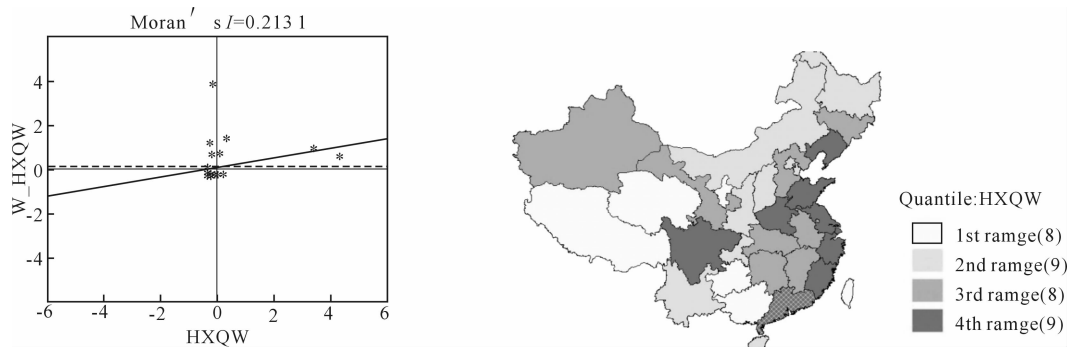 Moran′ s I=0.213 1
4
2
0
-2
-4
-6 -4 -2 0 2 4 6
W_HXQW
HXQW
Quantile:HXQW
1st ramge(8)
2nd ramge(9)
3rd ramge(8)
4th ramge(9)